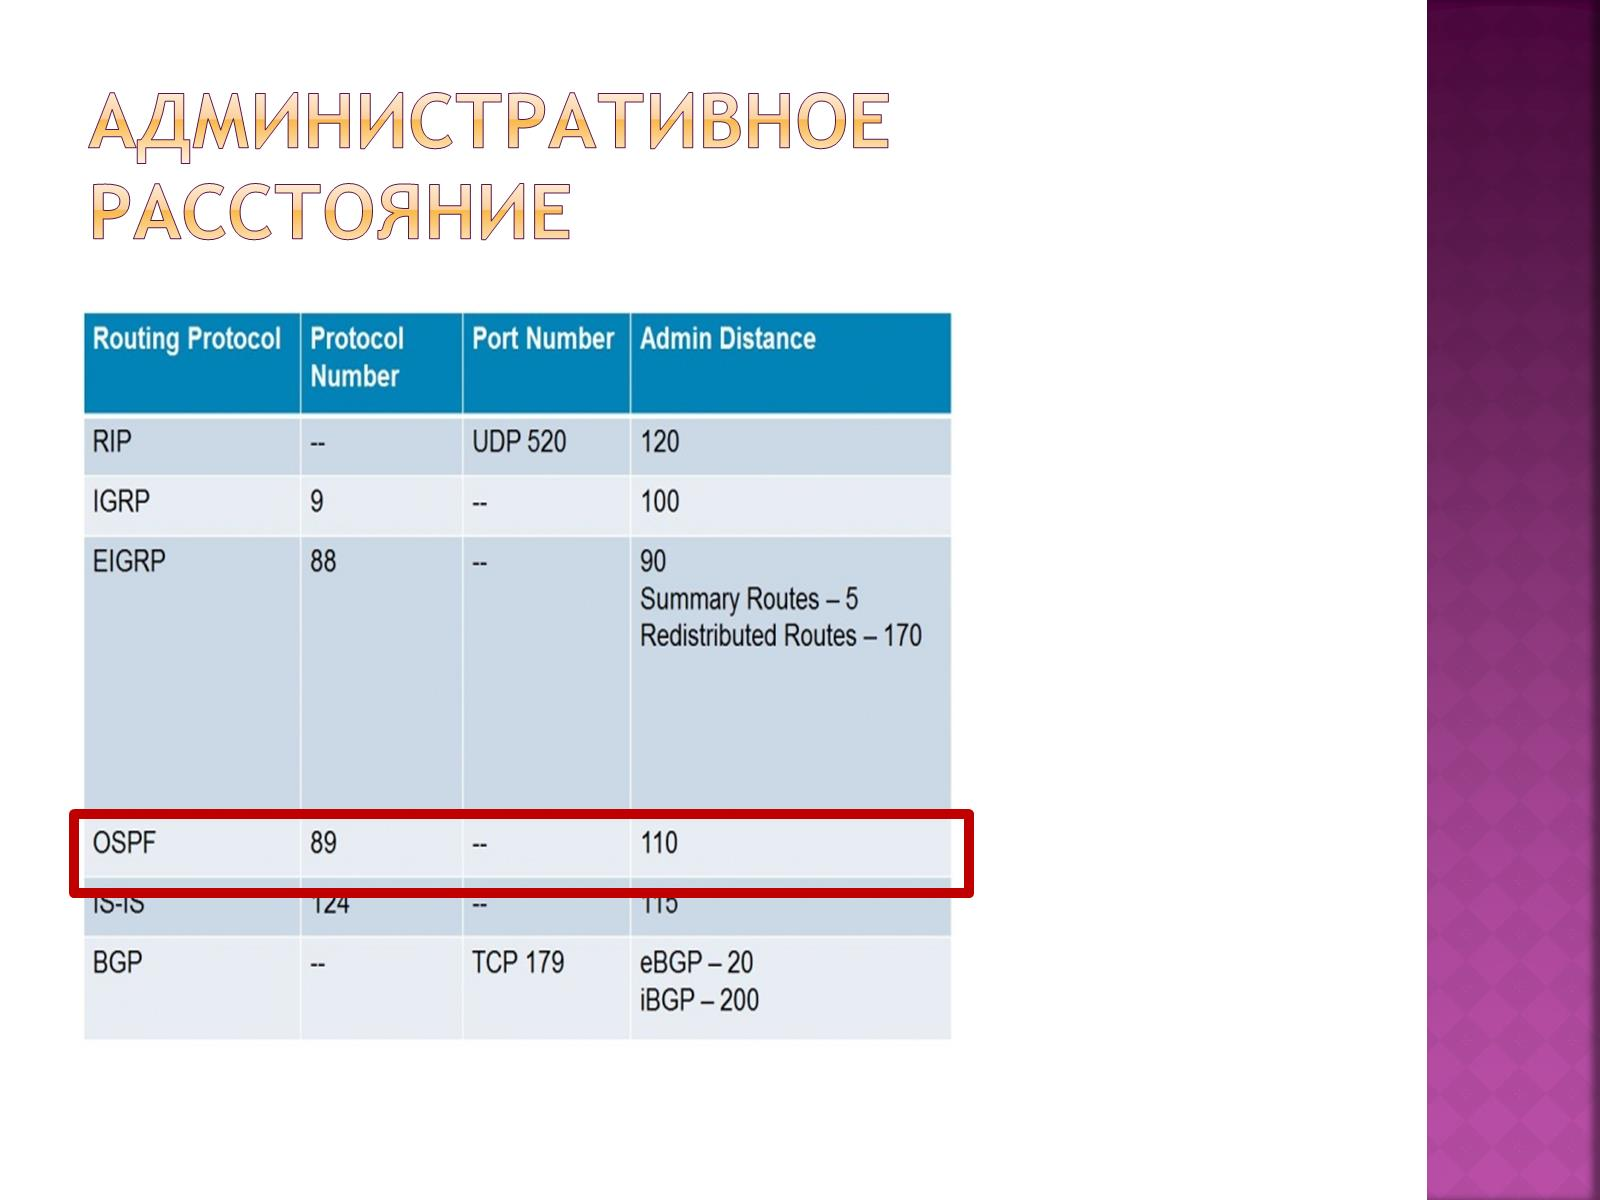 АДМИНИСТРАТИВНОЕ
РАССТОЯНИЕ
Routing Protocol Protocol Number Port Number Admin Distance
RIP -- UDP 520 120
IGRP 9 -- 100
EIGRP 88 -- 90
Summary Routes – 5
Redistributed Routes – 170
OSPF 89 -- 110
IS-IS 124 -- 115
BGP -- TCP 179 eBGP – 20
iBGP – 200